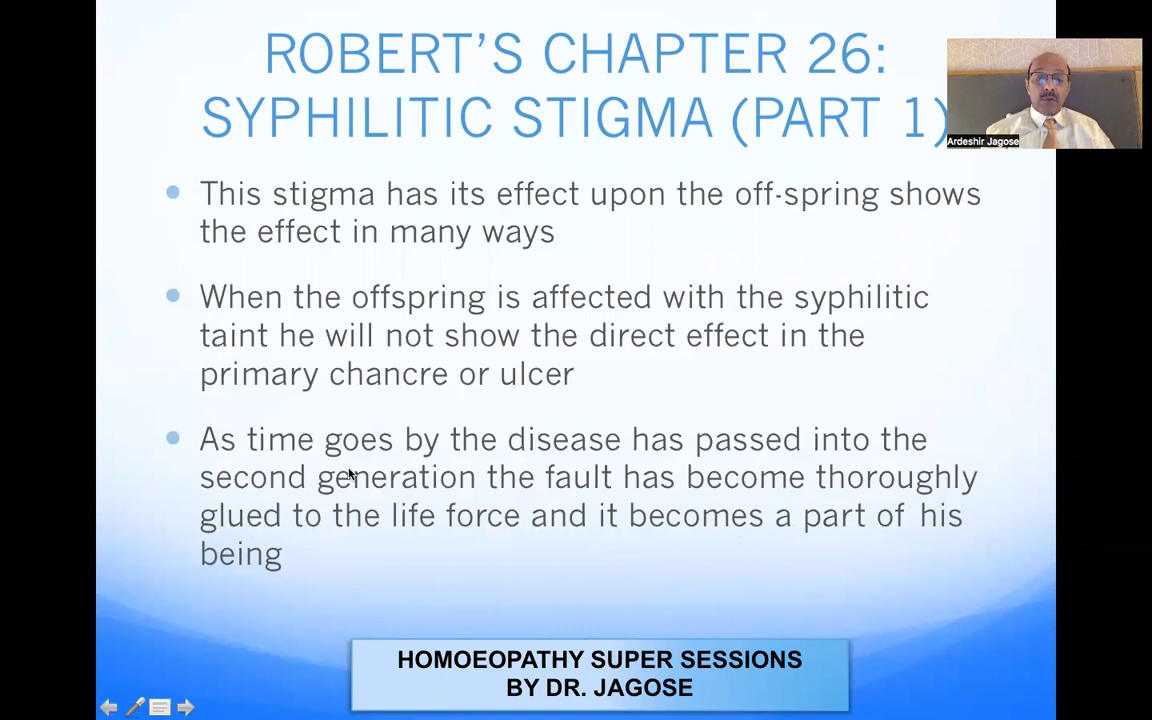 ROBERT'S CHAPTER 26:
SYPHILITIC STIGMA (PART 1)
Ardeshir Jagose
This stigma has its effect upon the off-spring shows
the effect in many ways
When the offspring is affected with the syphilitic
taint he will not show the direct effect in the
primary chancre or ulcer
As time goes by the disease has passed into the
second generation the fault has become thoroughly
glued to the life force and it becomes a part of his
being
HOMOEOPATHY SUPER SESSIONS
BY DR. JAGOSE